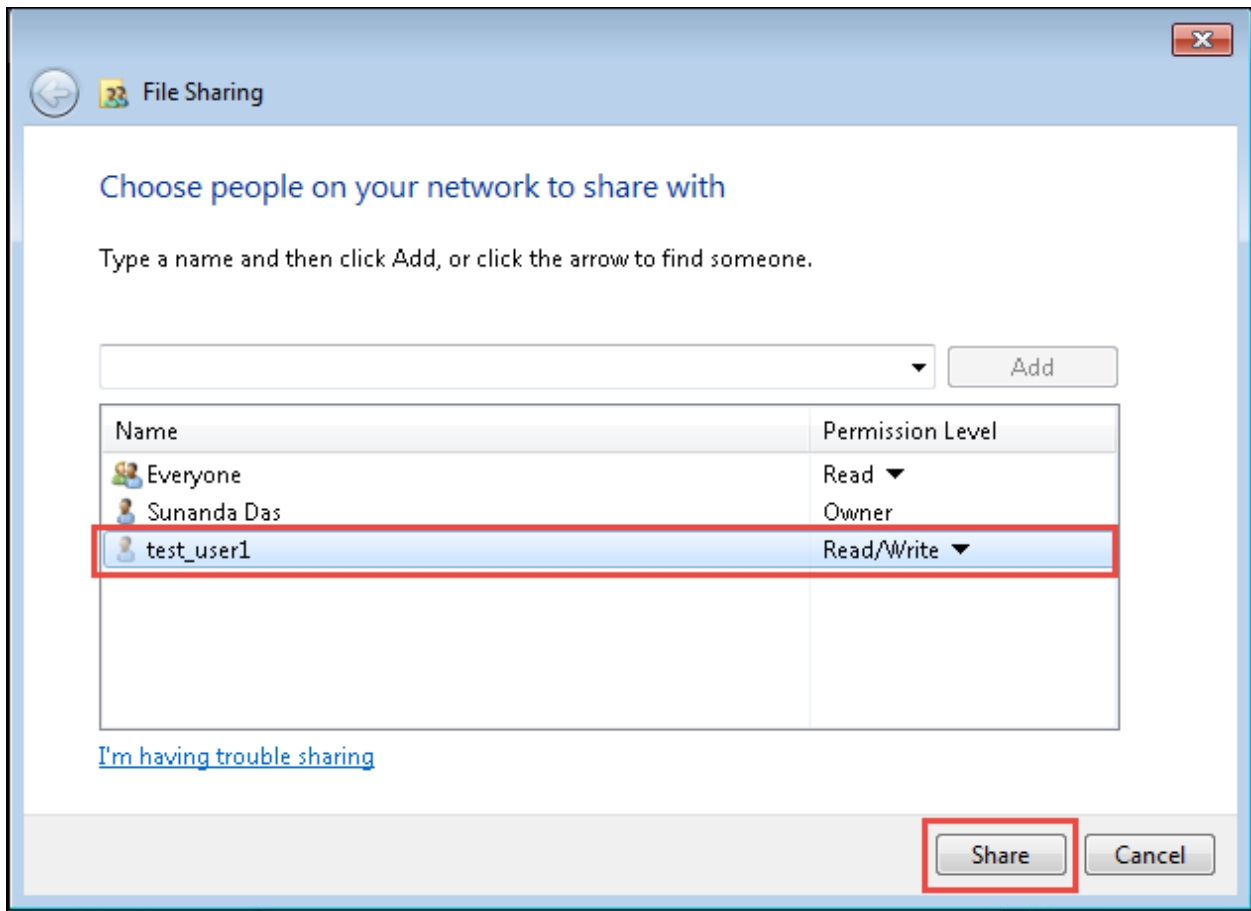 File Sharing
Choose people on your network to share with
Type a name and then click Add, or click the arrow to find someone.
Add
Name Permission Level
Everyone Read
Sunanda Das Owner
test_user1 Read/Write
I'm having trouble sharing
Share Cancel